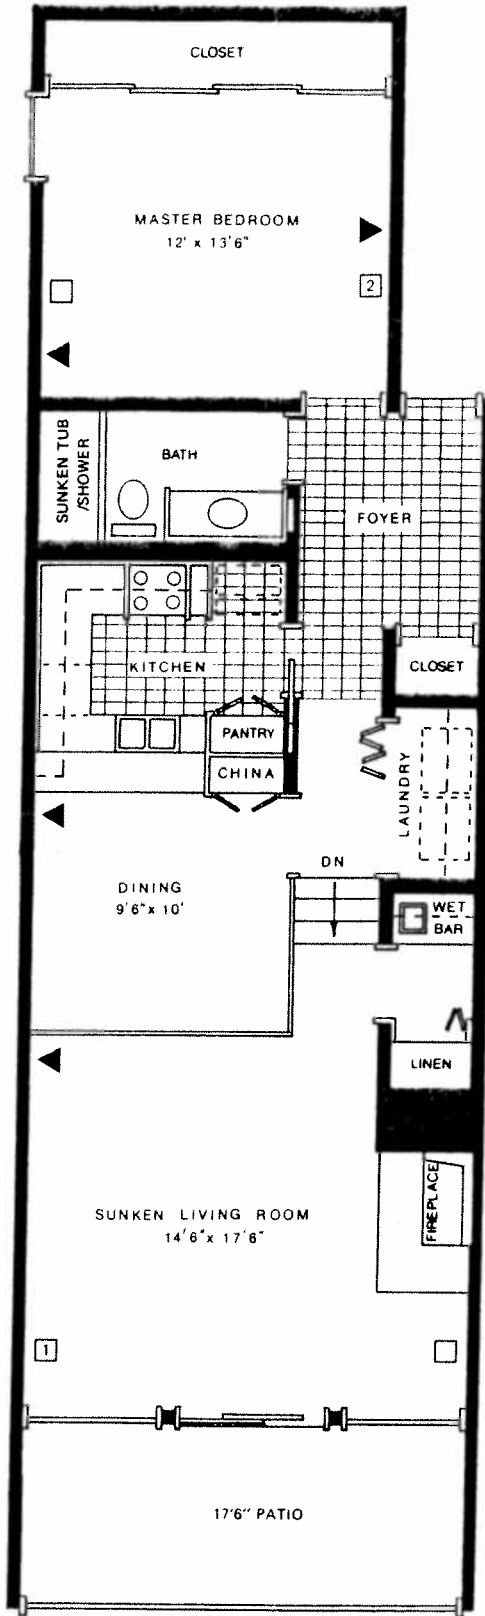 CLOSET
MASTER BEDROOM
12' x 13'6"
2
SUNKEN TUB
/SHOWER
BATH
FOYER
KITCHEN
CLOSET
PANTRY
CHINA
LAUNDRY
DN
DINING
9'6" x 10'
WET
BAR
LINEN
FIREPLACE
SUNKEN LIVING ROOM
14'6" x 17'6"
1
17'6" PATIO